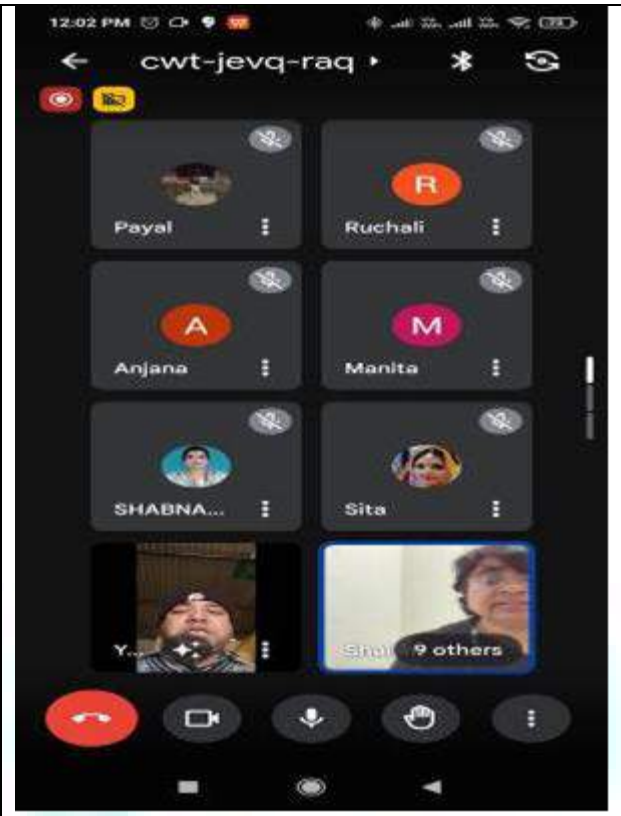 12:02 PM
cwt-jevq-raq
Payal
Ruchali
R
Anjana
A
Manita
M
SHABNA...
Sita
Y...
9 others